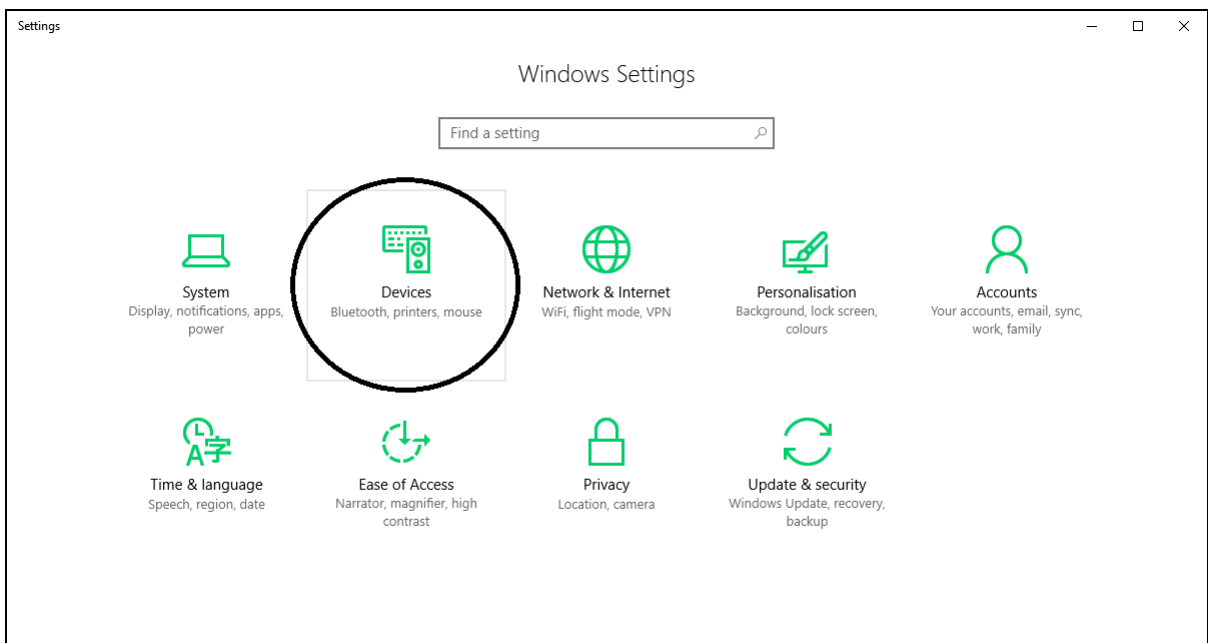 Settings
Windows Settings
Find a setting
System
Display, notifications, apps,
power
Devices
Bluetooth, printers, mouse
Network & Internet
WiFi, flight mode, VPN
Personalisation
Background, lock screen,
colours
Accounts
Your accounts, email, sync,
work, family
A字
Time & language
Speech, region, date
Ease of Access
Narrator, magnifier, high
contrast
Privacy
Location, camera
Update & security
Windows Update, recovery,
backup